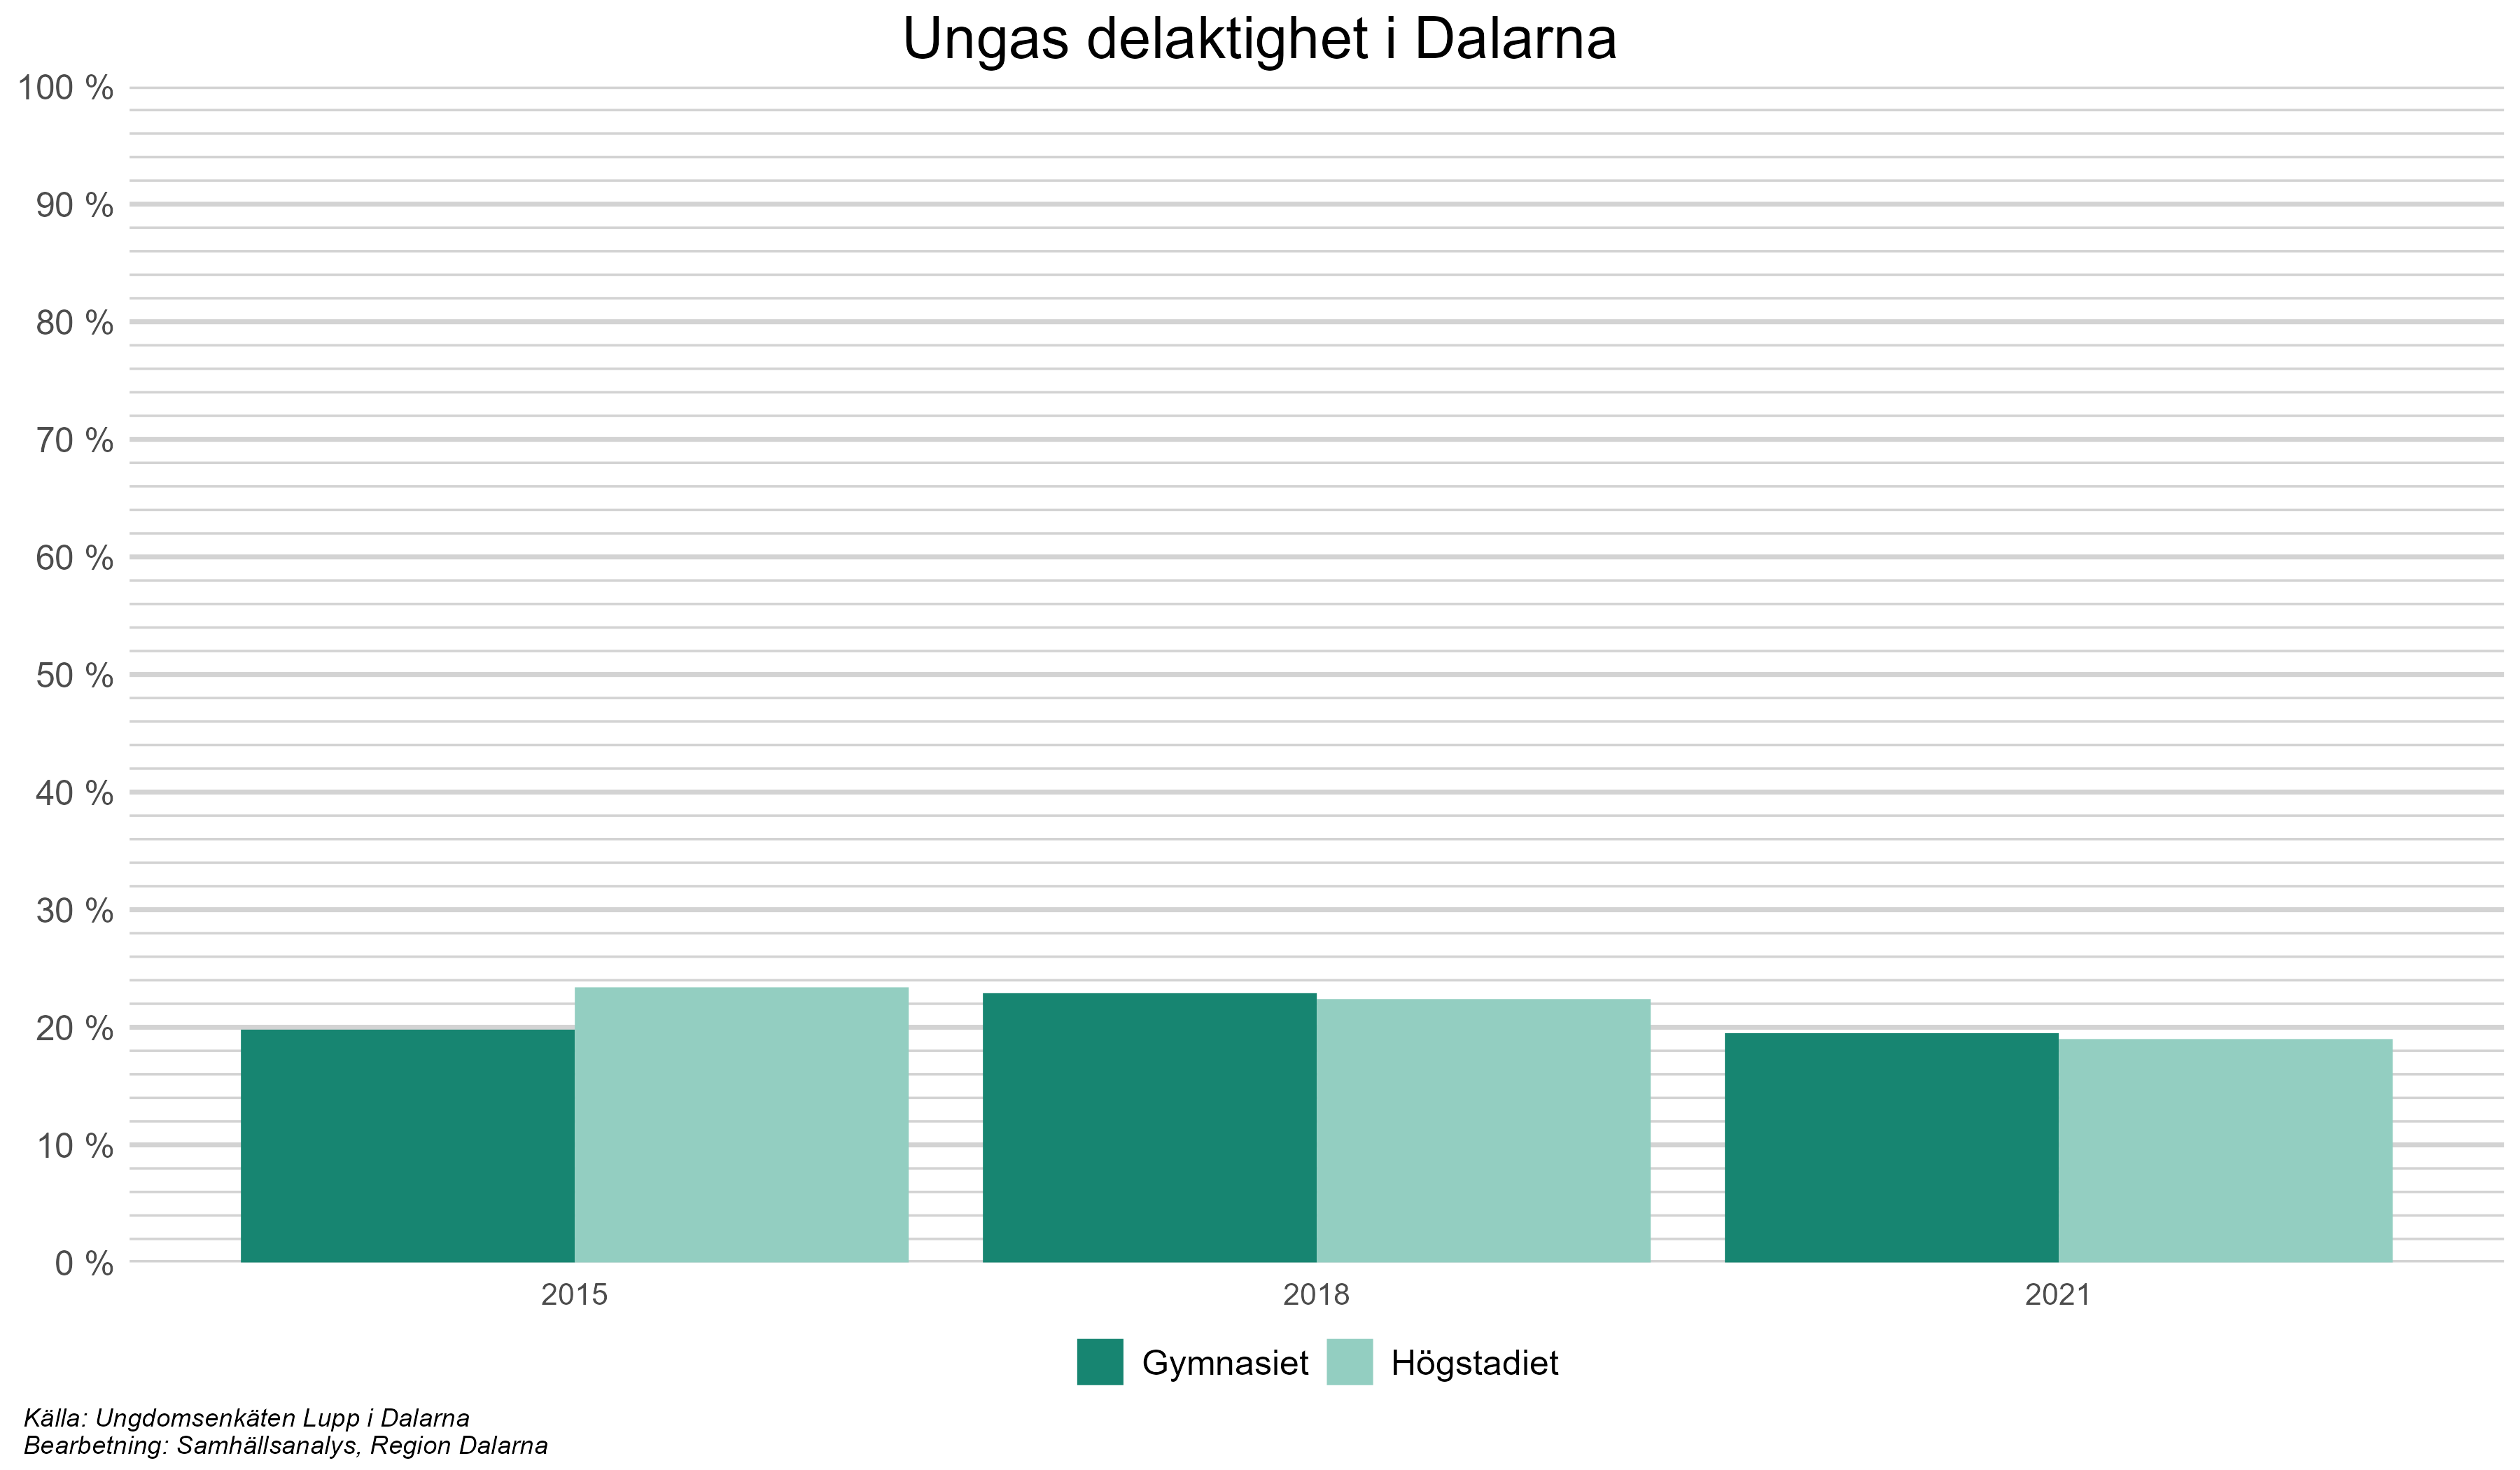 Ungas delaktighet i Dalarna
100 %
90 %
80 %
70 %
60 %
50 %
40 %
30 %
20 %
10 %
0 %
2015 2018 2021
Gymnasiet Högstadiet
Källa: Ungdomsenkäten Lupp i Dalarna
Bearbetning: Samhällsanalys, Region Dalarna